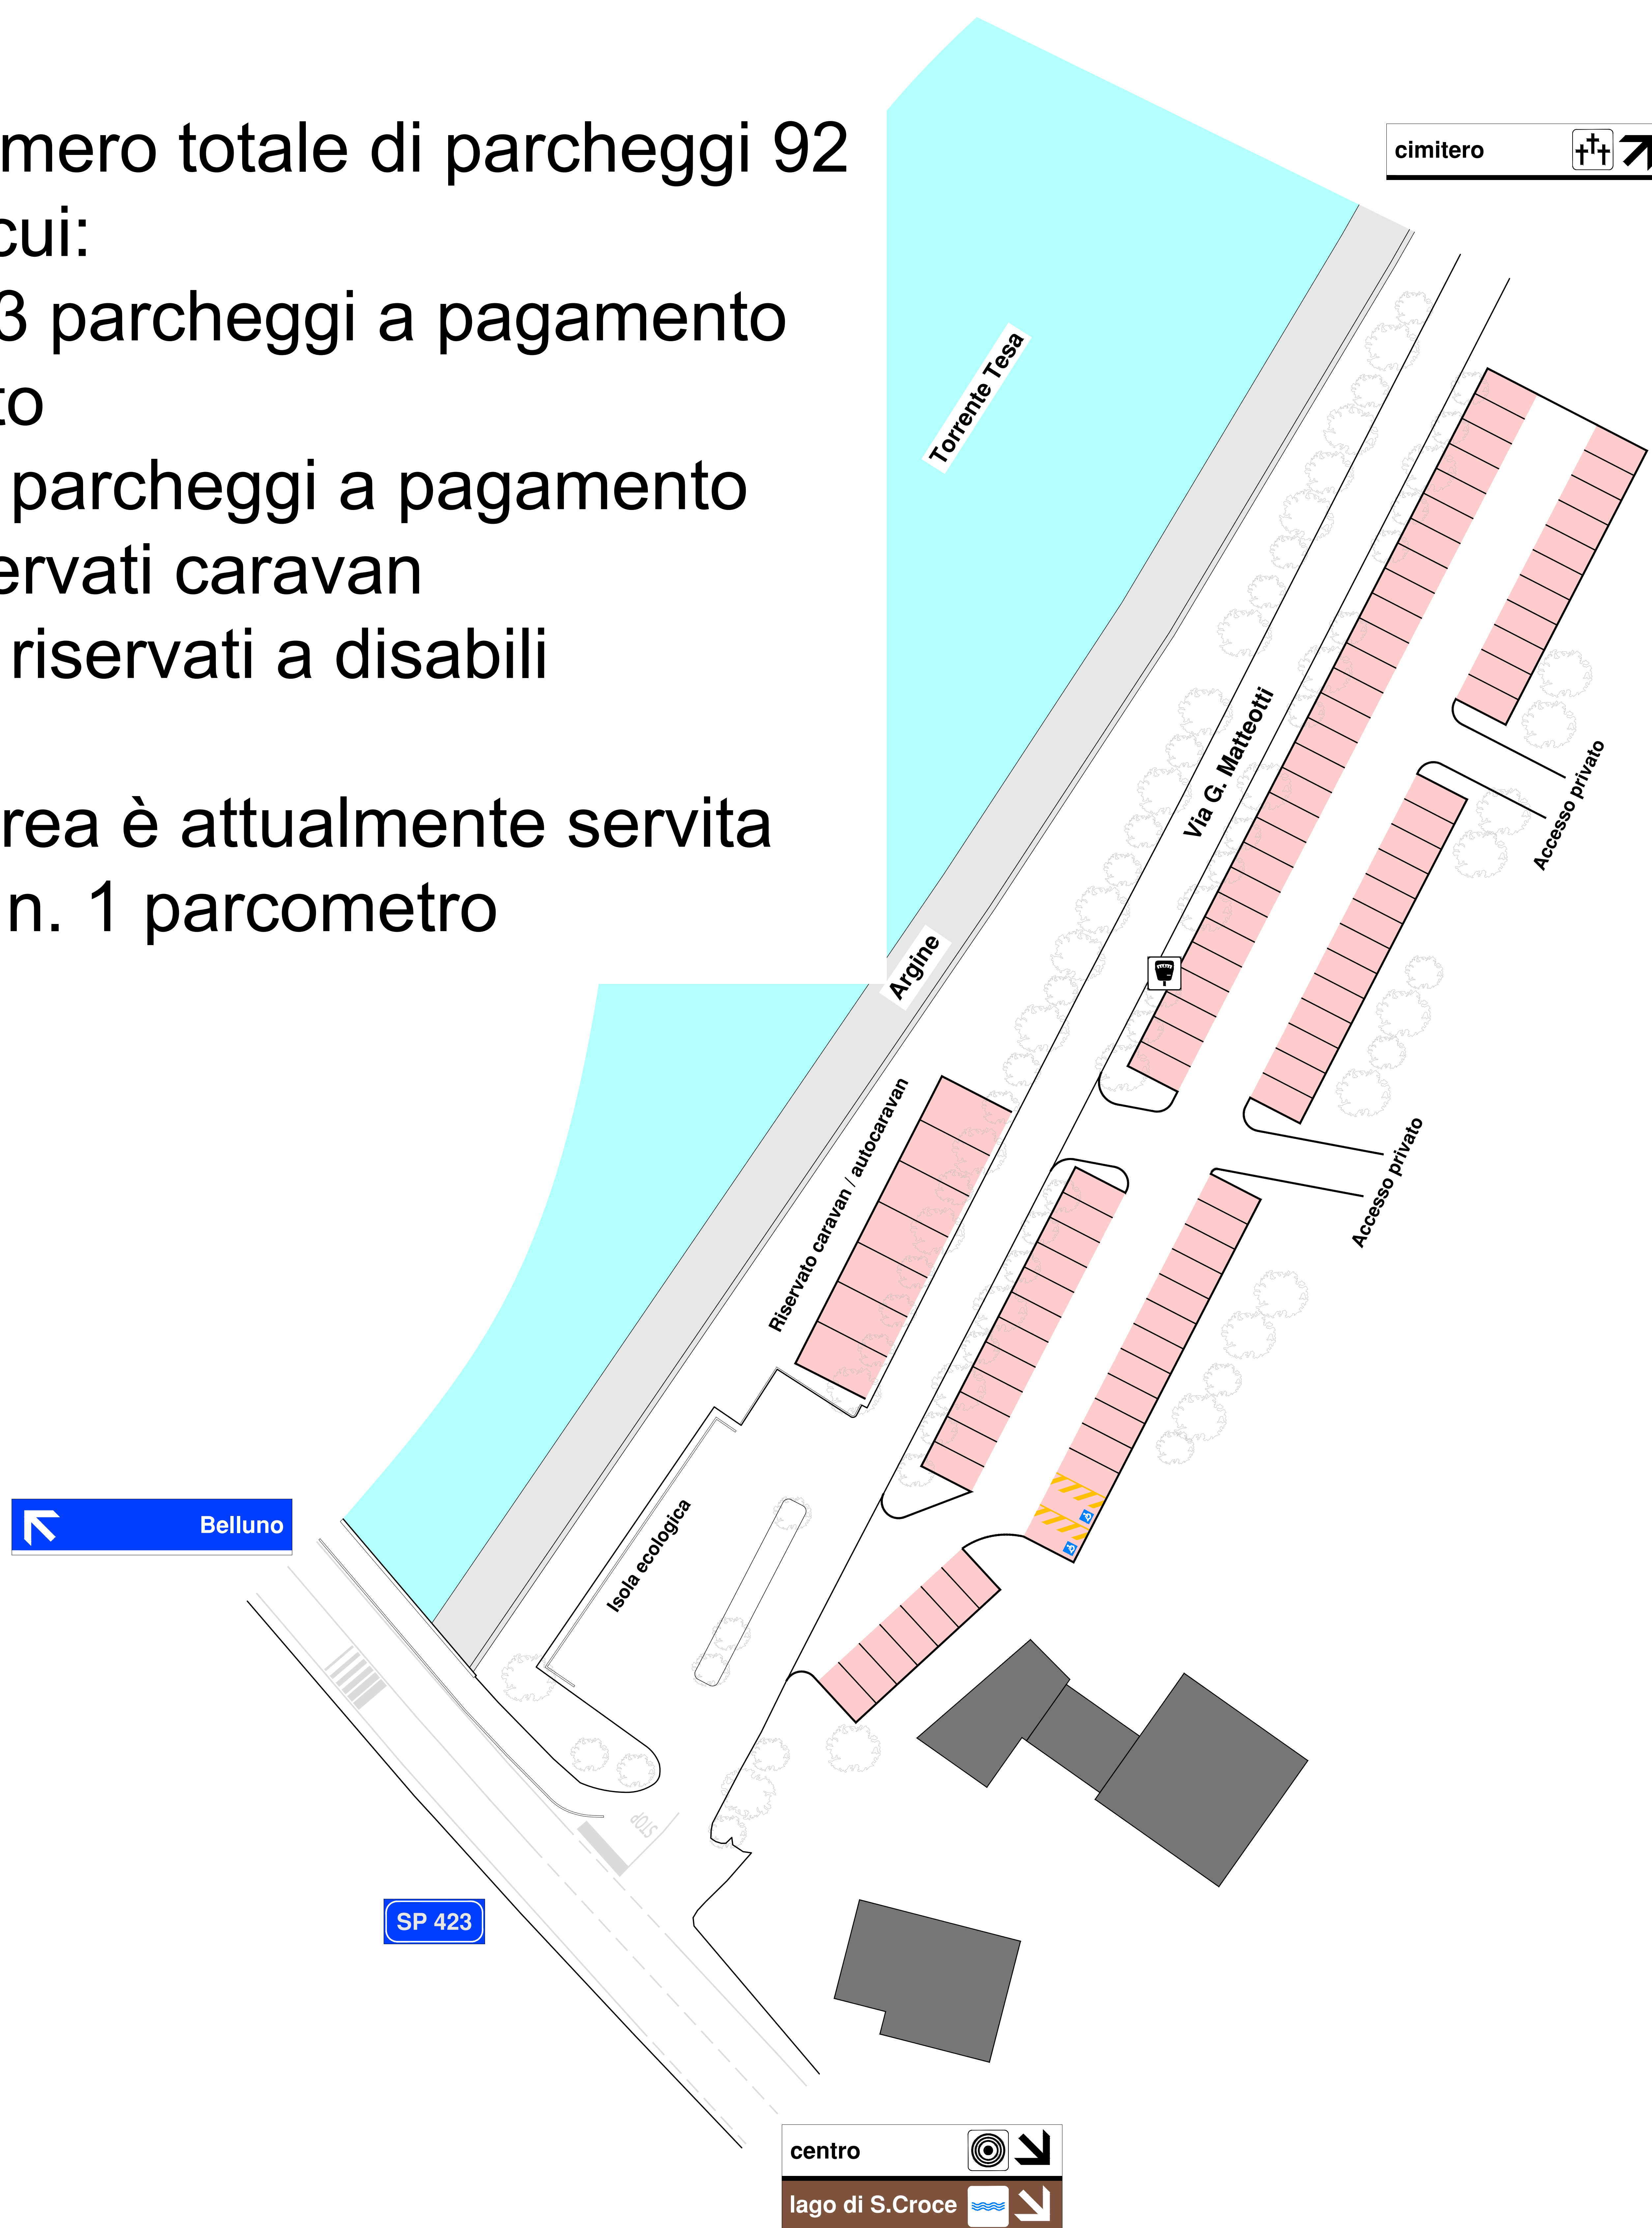 mero totale di parcheggi 92
cui:
3 parcheggi a pagamento
to
parcheggi a pagamento
ervati caravan
riservati a disabili
rea è attualmente servita
n. 1 parcometro
cimitero
Torrente Tesa
Via G. Matteotti
Accesso privato
Argine
Riservato caravan / autocaravan
Accesso privato
Belluno
Isola ecologica
STOP
SP 423
centro
lago di S.Croce